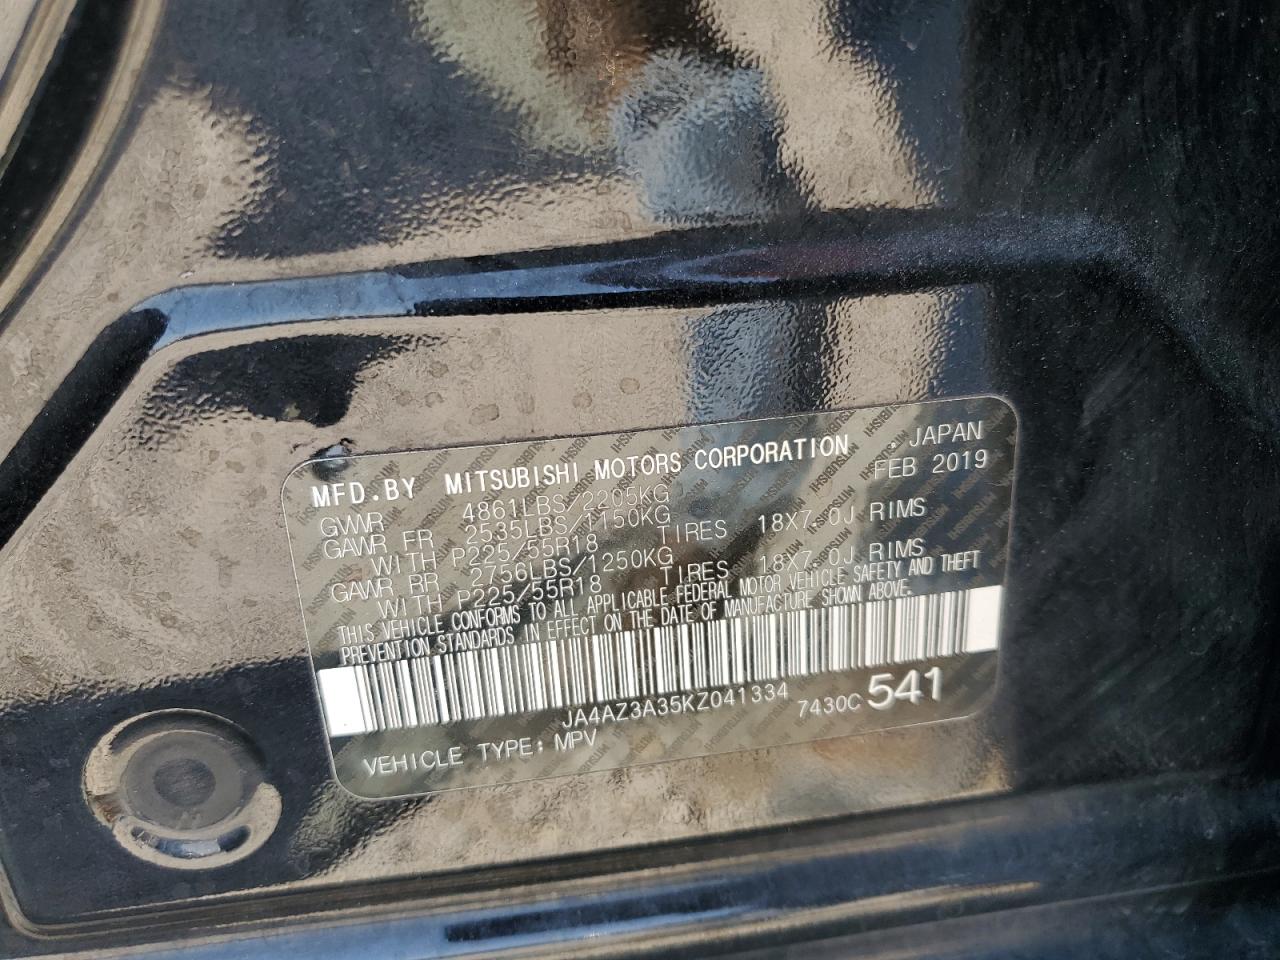 MFD.BY MITSUBISHI MOTORS CORPORATION . JAPAN
FEB 2019
GVWR 4861LBS/2205KG
GAWR FR 2535LBS/1150KG
WITH P225/55R18 TIRES 18X7.0J RIMS
GAWR RR 2756LBS/1250KG
WITH P225/55R18 TIRES 18X7.0J RIMS
THIS VEHICLE CONFORMS TO ALL APPLICABLE FEDERAL MOTOR VEHICLE SAFETY AND THEFT
PREVENTION STANDARDS IN EFFECT ON THE DATE OF MANUFACTURE SHOWN ABOVE.
JA4AZ3A35KZ041334 7430C 541
VEHICLE TYPE: MPV